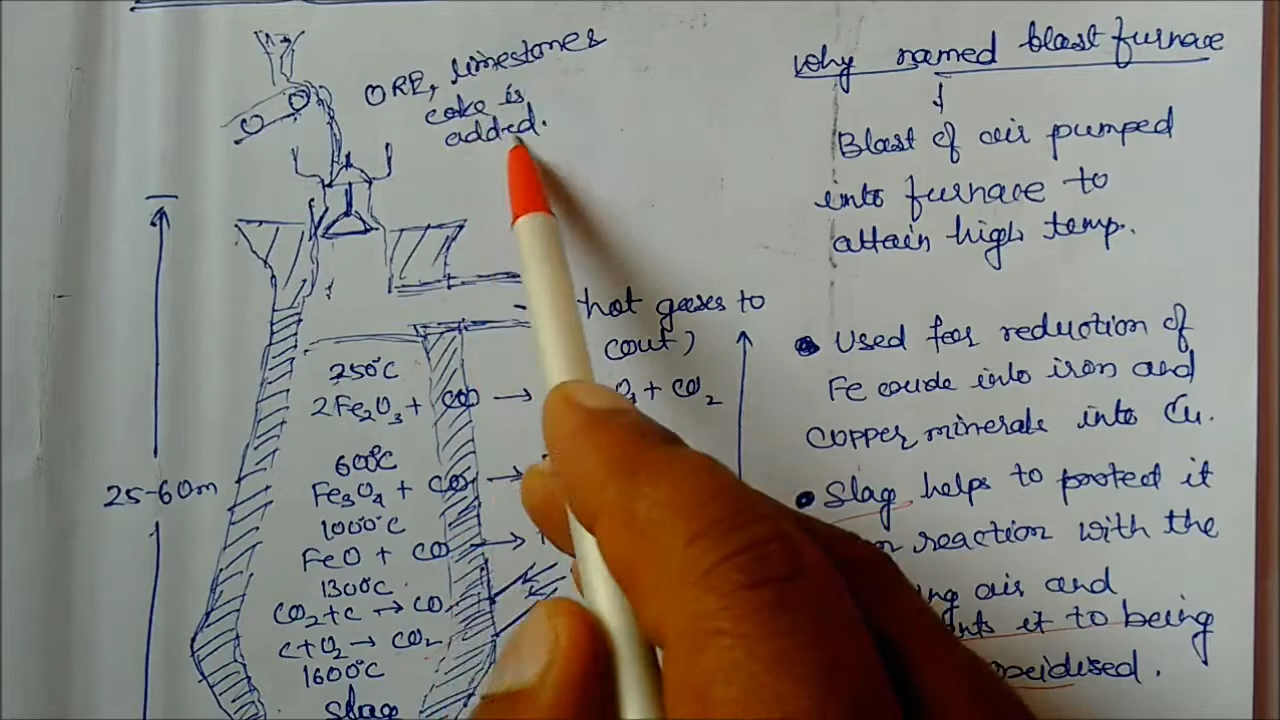 ORE, limestones
coke is
added.
hot gases to
(out)
250°C
2Fe2O3 + CO → + CO2
600°C
Fe3O4 + CO →
1000°C
FeO + CO →
1300°C
CO2 + C → CO
C + O2 → CO2
1600°C
Slag
25-60m
why named blast furnace
Blast of air pumped
into furnace to
attain high temp.
Used for reduction of
Fe oude into iron and
copper minerals into Cu.
Slag helps to protect it
reaction with the
air and
it to being
oxidised.